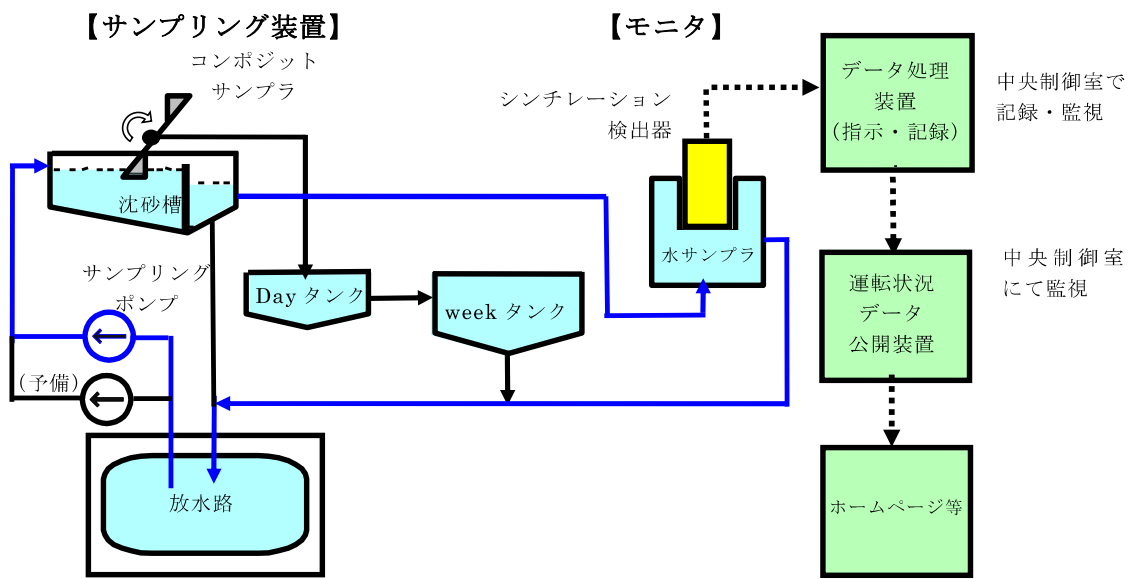 【サンプリング装置】
コンポジット
サンプラ
沈砂槽
サンプリング
ポンプ
(予備)
放水路
Day タンク
week タンク
【モニタ】
シンチレーション
検出器
水サンプラ
データ処理
装置
(指示・記録)
中央制御室で
記録・監視
運転状況
データ
公開装置
中央制御室
にて監視
ホームページ等